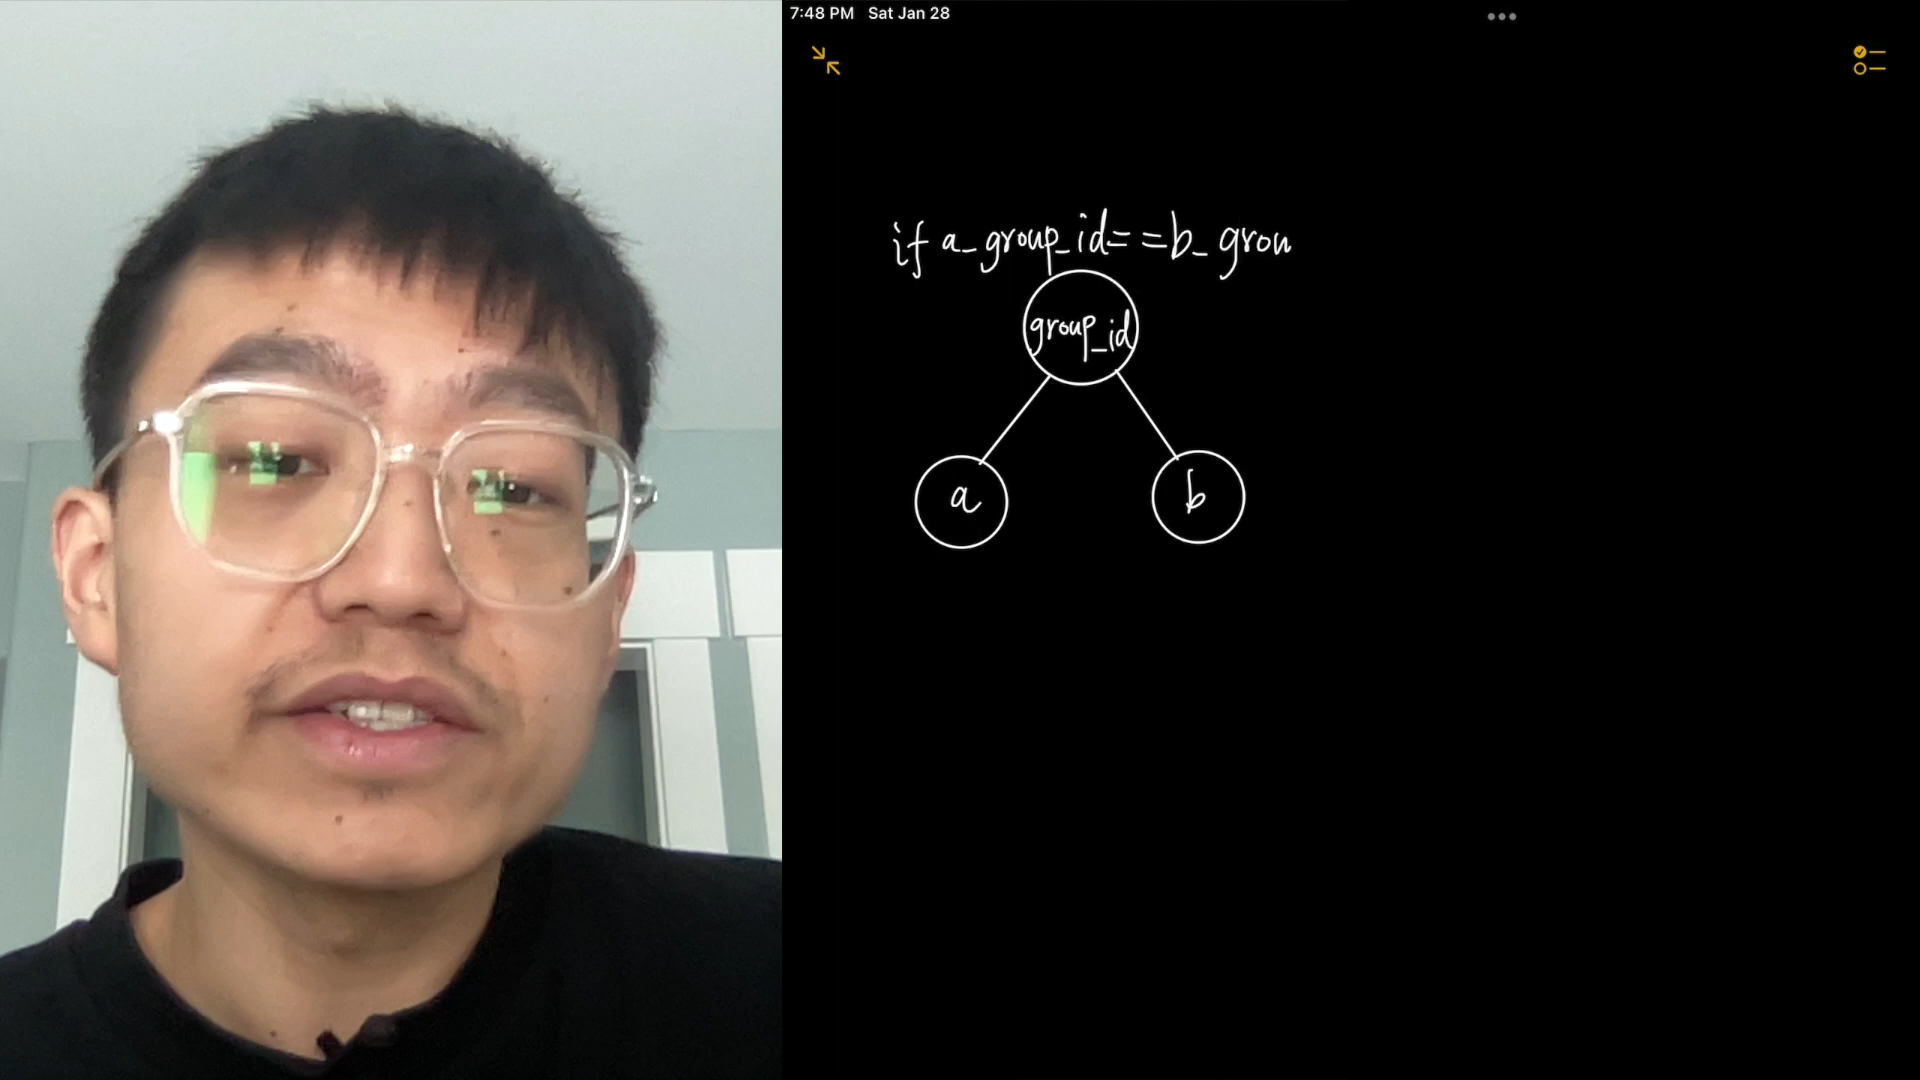 7:48 PM Sat Jan 28
if a_group_id==b_grou
group_id
a
b